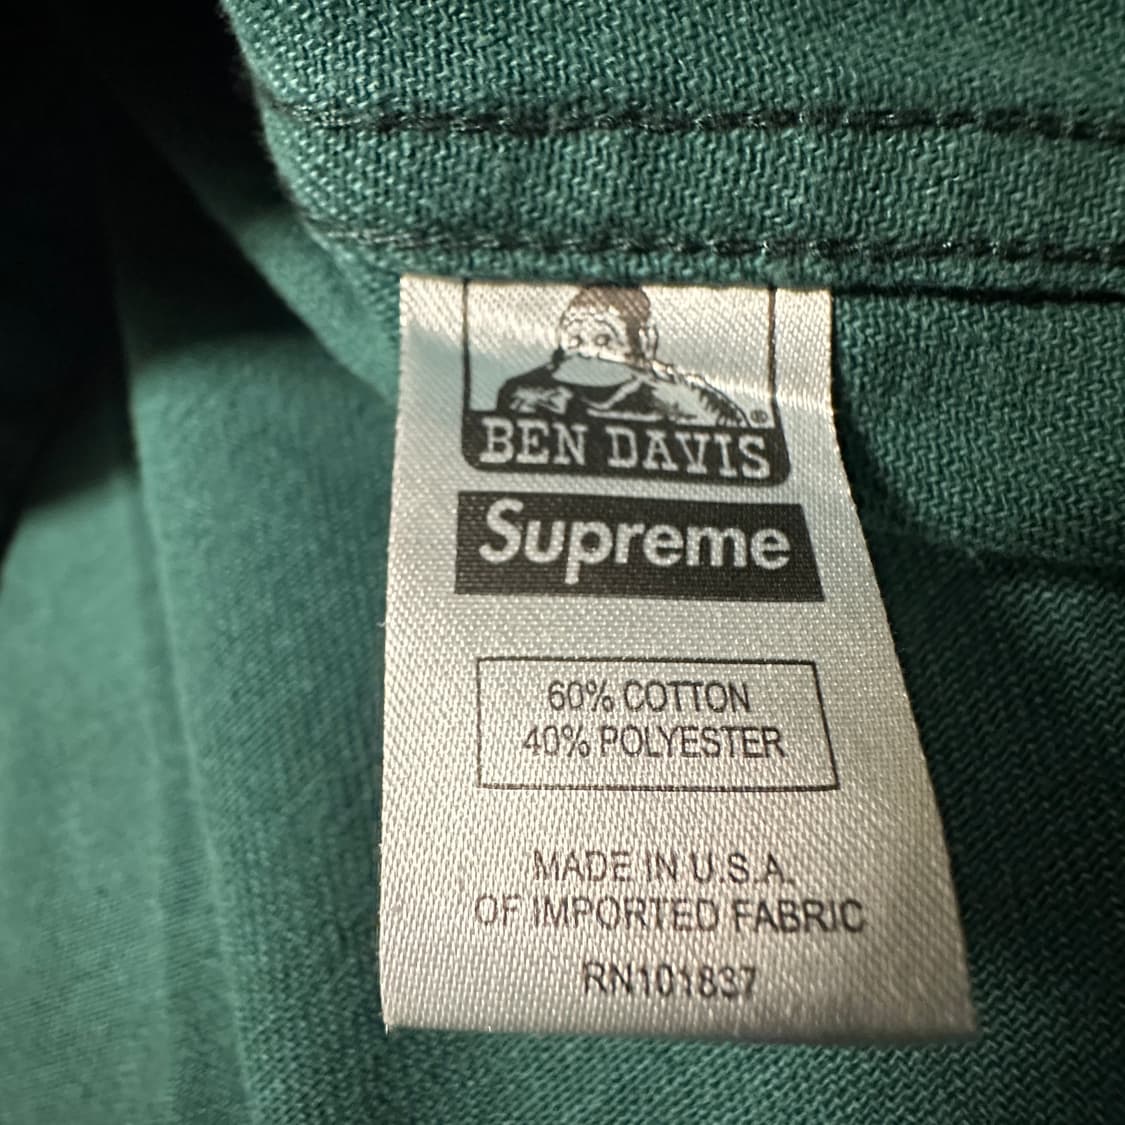 ®
BEN DAVIS
Supreme
60% COTTON
40% POLYESTER
MADE IN U.S.A.
OF IMPORTED FABRIC
RN101837